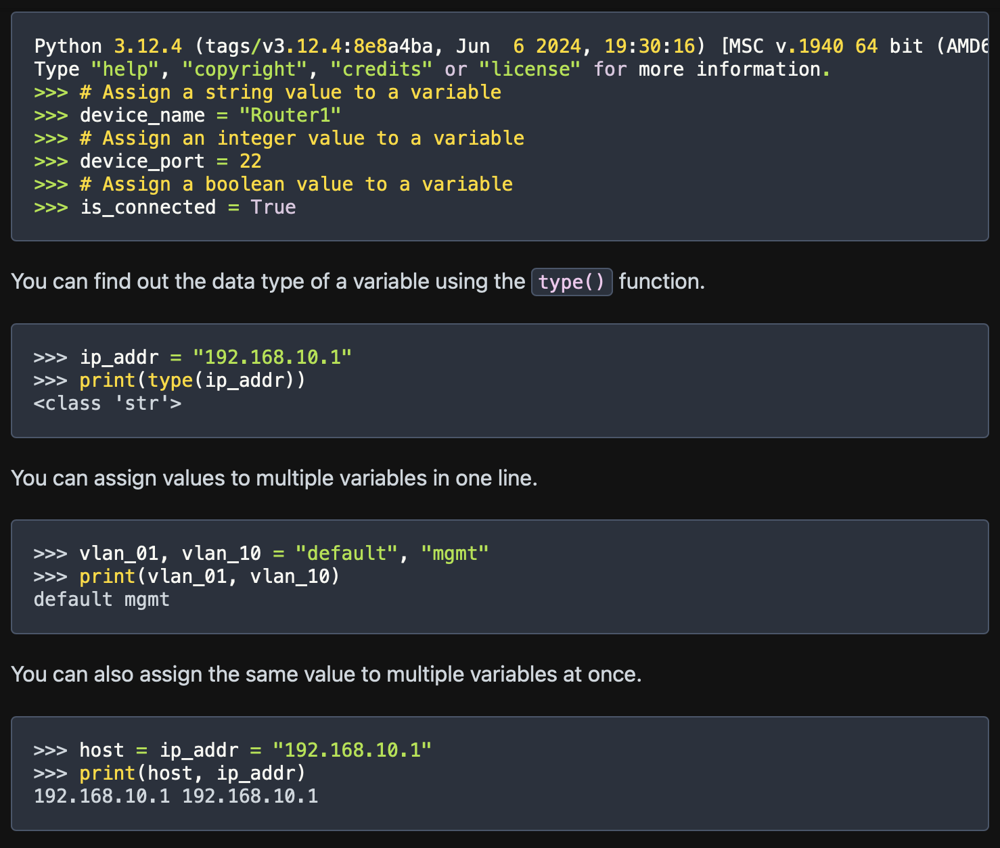 Python 3.12.4 (tags/v3.12.4:8e8a4ba, Jun  6 2024, 19:30:16) [MSC v.1940 64 bit (AMD6
Type "help", "copyright", "credits" or "license" for more information.
>>> # Assign a string value to a variable
>>> device_name = "Router1"
>>> # Assign an integer value to a variable
>>> device_port = 22
>>> # Assign a boolean value to a variable
>>> is_connected = True
You can find out the data type of a variable using the type() function.
>>> ip_addr = "192.168.10.1"
>>> print(type(ip_addr))
<class 'str'>
You can assign values to multiple variables in one line.
>>> vlan_01, vlan_10 = "default", "mgmt"
>>> print(vlan_01, vlan_10)
default mgmt
You can also assign the same value to multiple variables at once.
>>> host = ip_addr = "192.168.10.1"
>>> print(host, ip_addr)
192.168.10.1 192.168.10.1